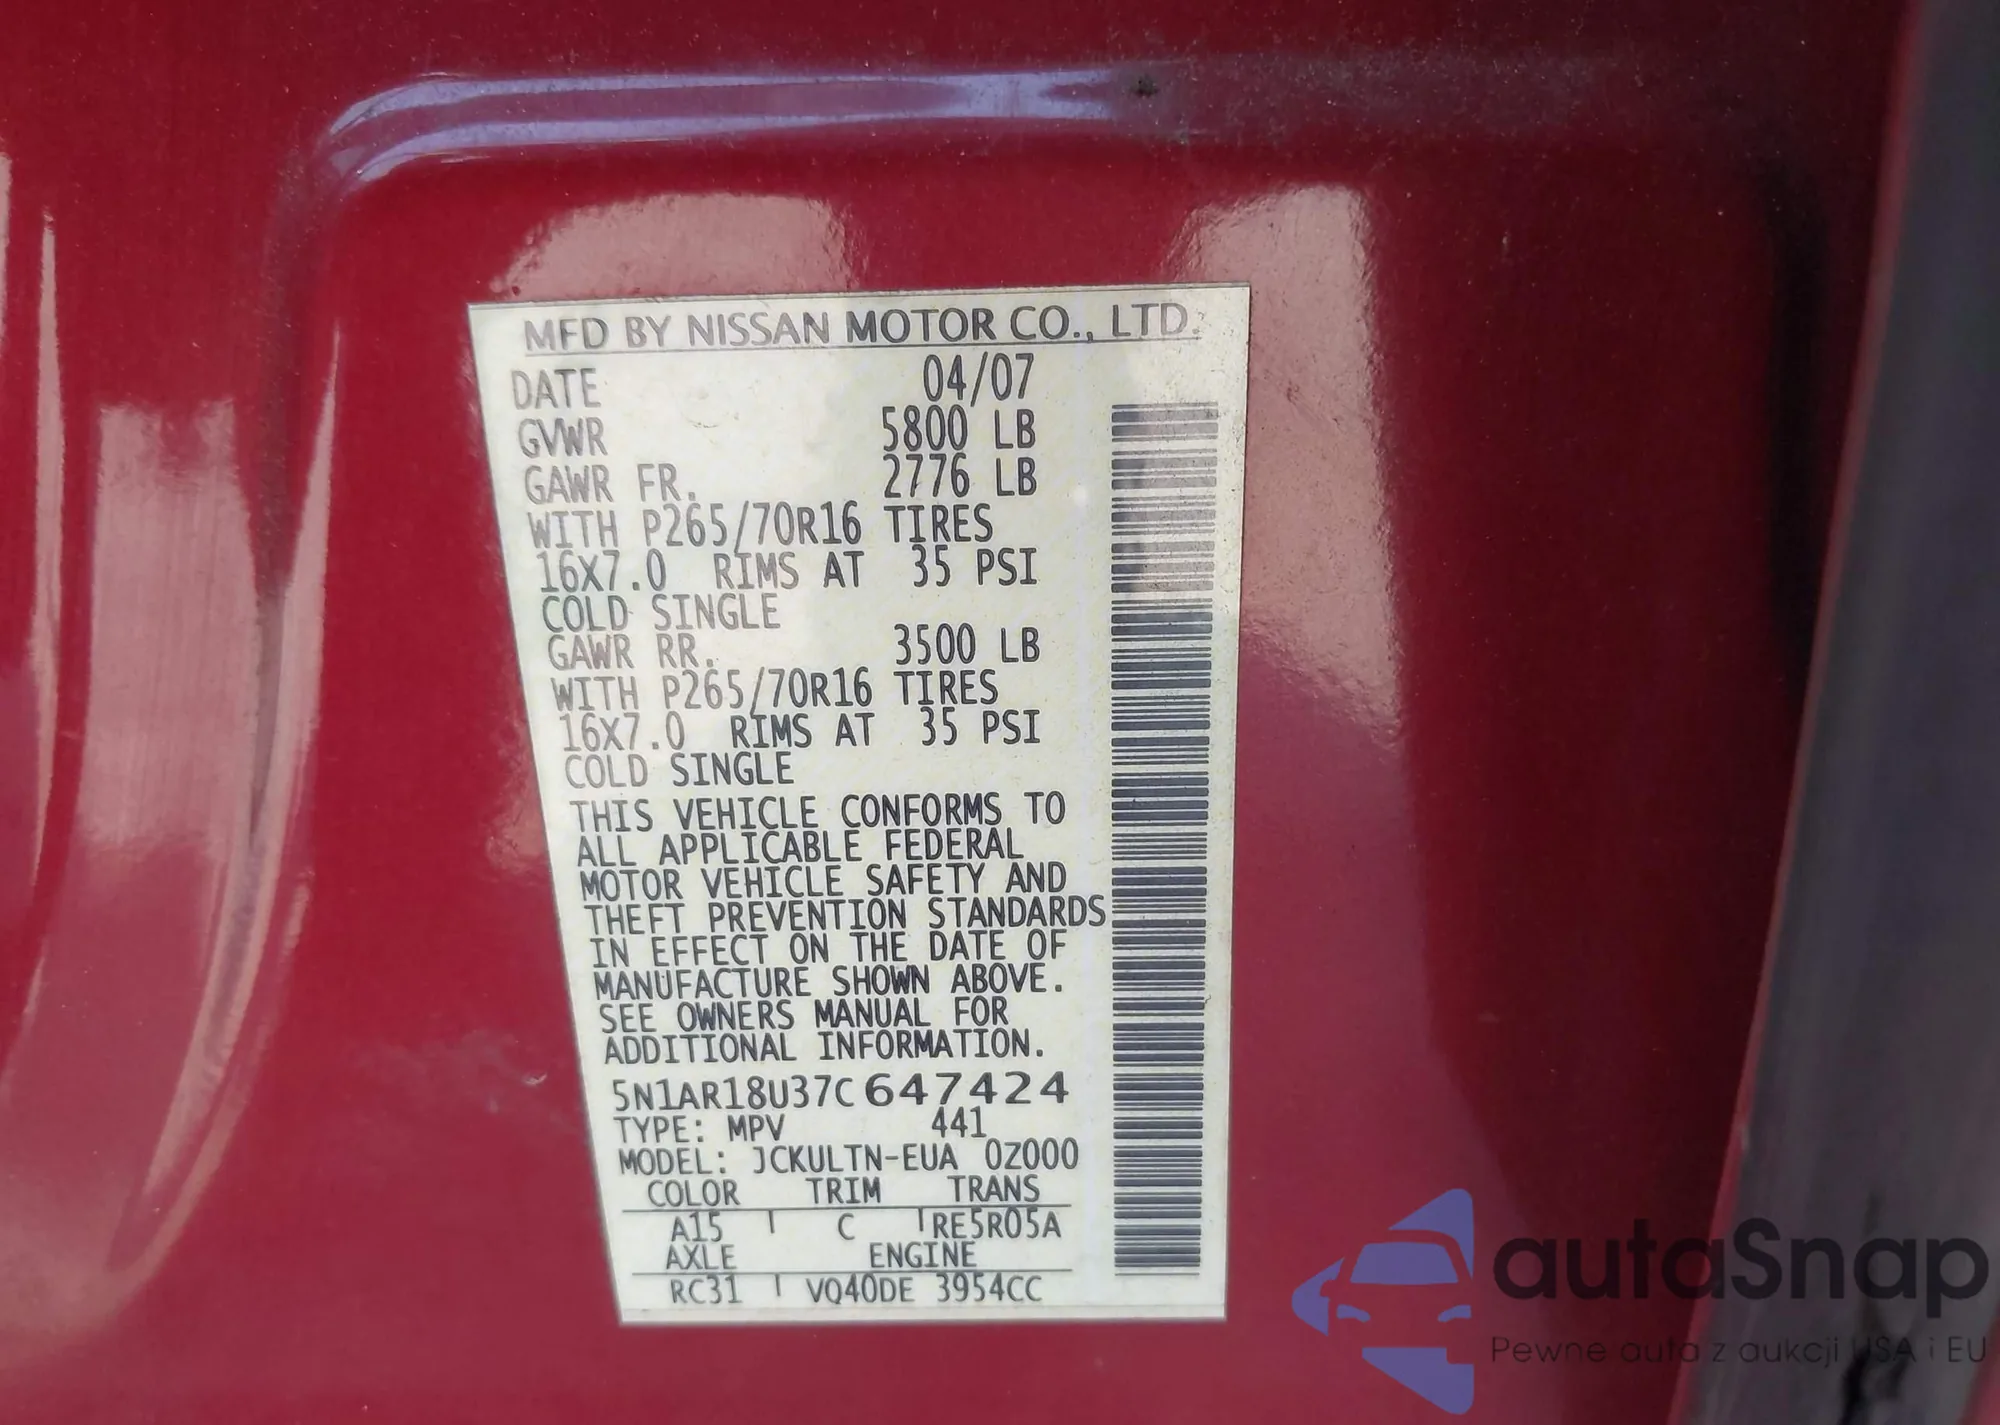 MFD BY NISSAN MOTOR CO., LTD.
DATE 04/07
GVWR 5800 LB
GAWR FR. 2776 LB
WITH P265/70R16 TIRES
16X7.0 RIMS AT 35 PSI
COLD SINGLE
GAWR RR. 3500 LB
WITH P265/70R16 TIRES
16X7.0 RIMS AT 35 PSI
COLD SINGLE
THIS VEHICLE CONFORMS TO
ALL APPLICABLE FEDERAL
MOTOR VEHICLE SAFETY AND
THEFT PREVENTION STANDARDS
IN EFFECT ON THE DATE OF
MANUFACTURE SHOWN ABOVE.
SEE OWNERS MANUAL FOR
ADDITIONAL INFORMATION.
5N1AR18U37C647424
TYPE: MPV 441
MODEL: JCKULTN-EUA 0Z000
COLOR TRIM TRANS
A15 C RE5R05A
AXLE ENGINE
RC31 VQ40DE 3954CC
autaSnap
Pewne auta z aukcji USA i EU